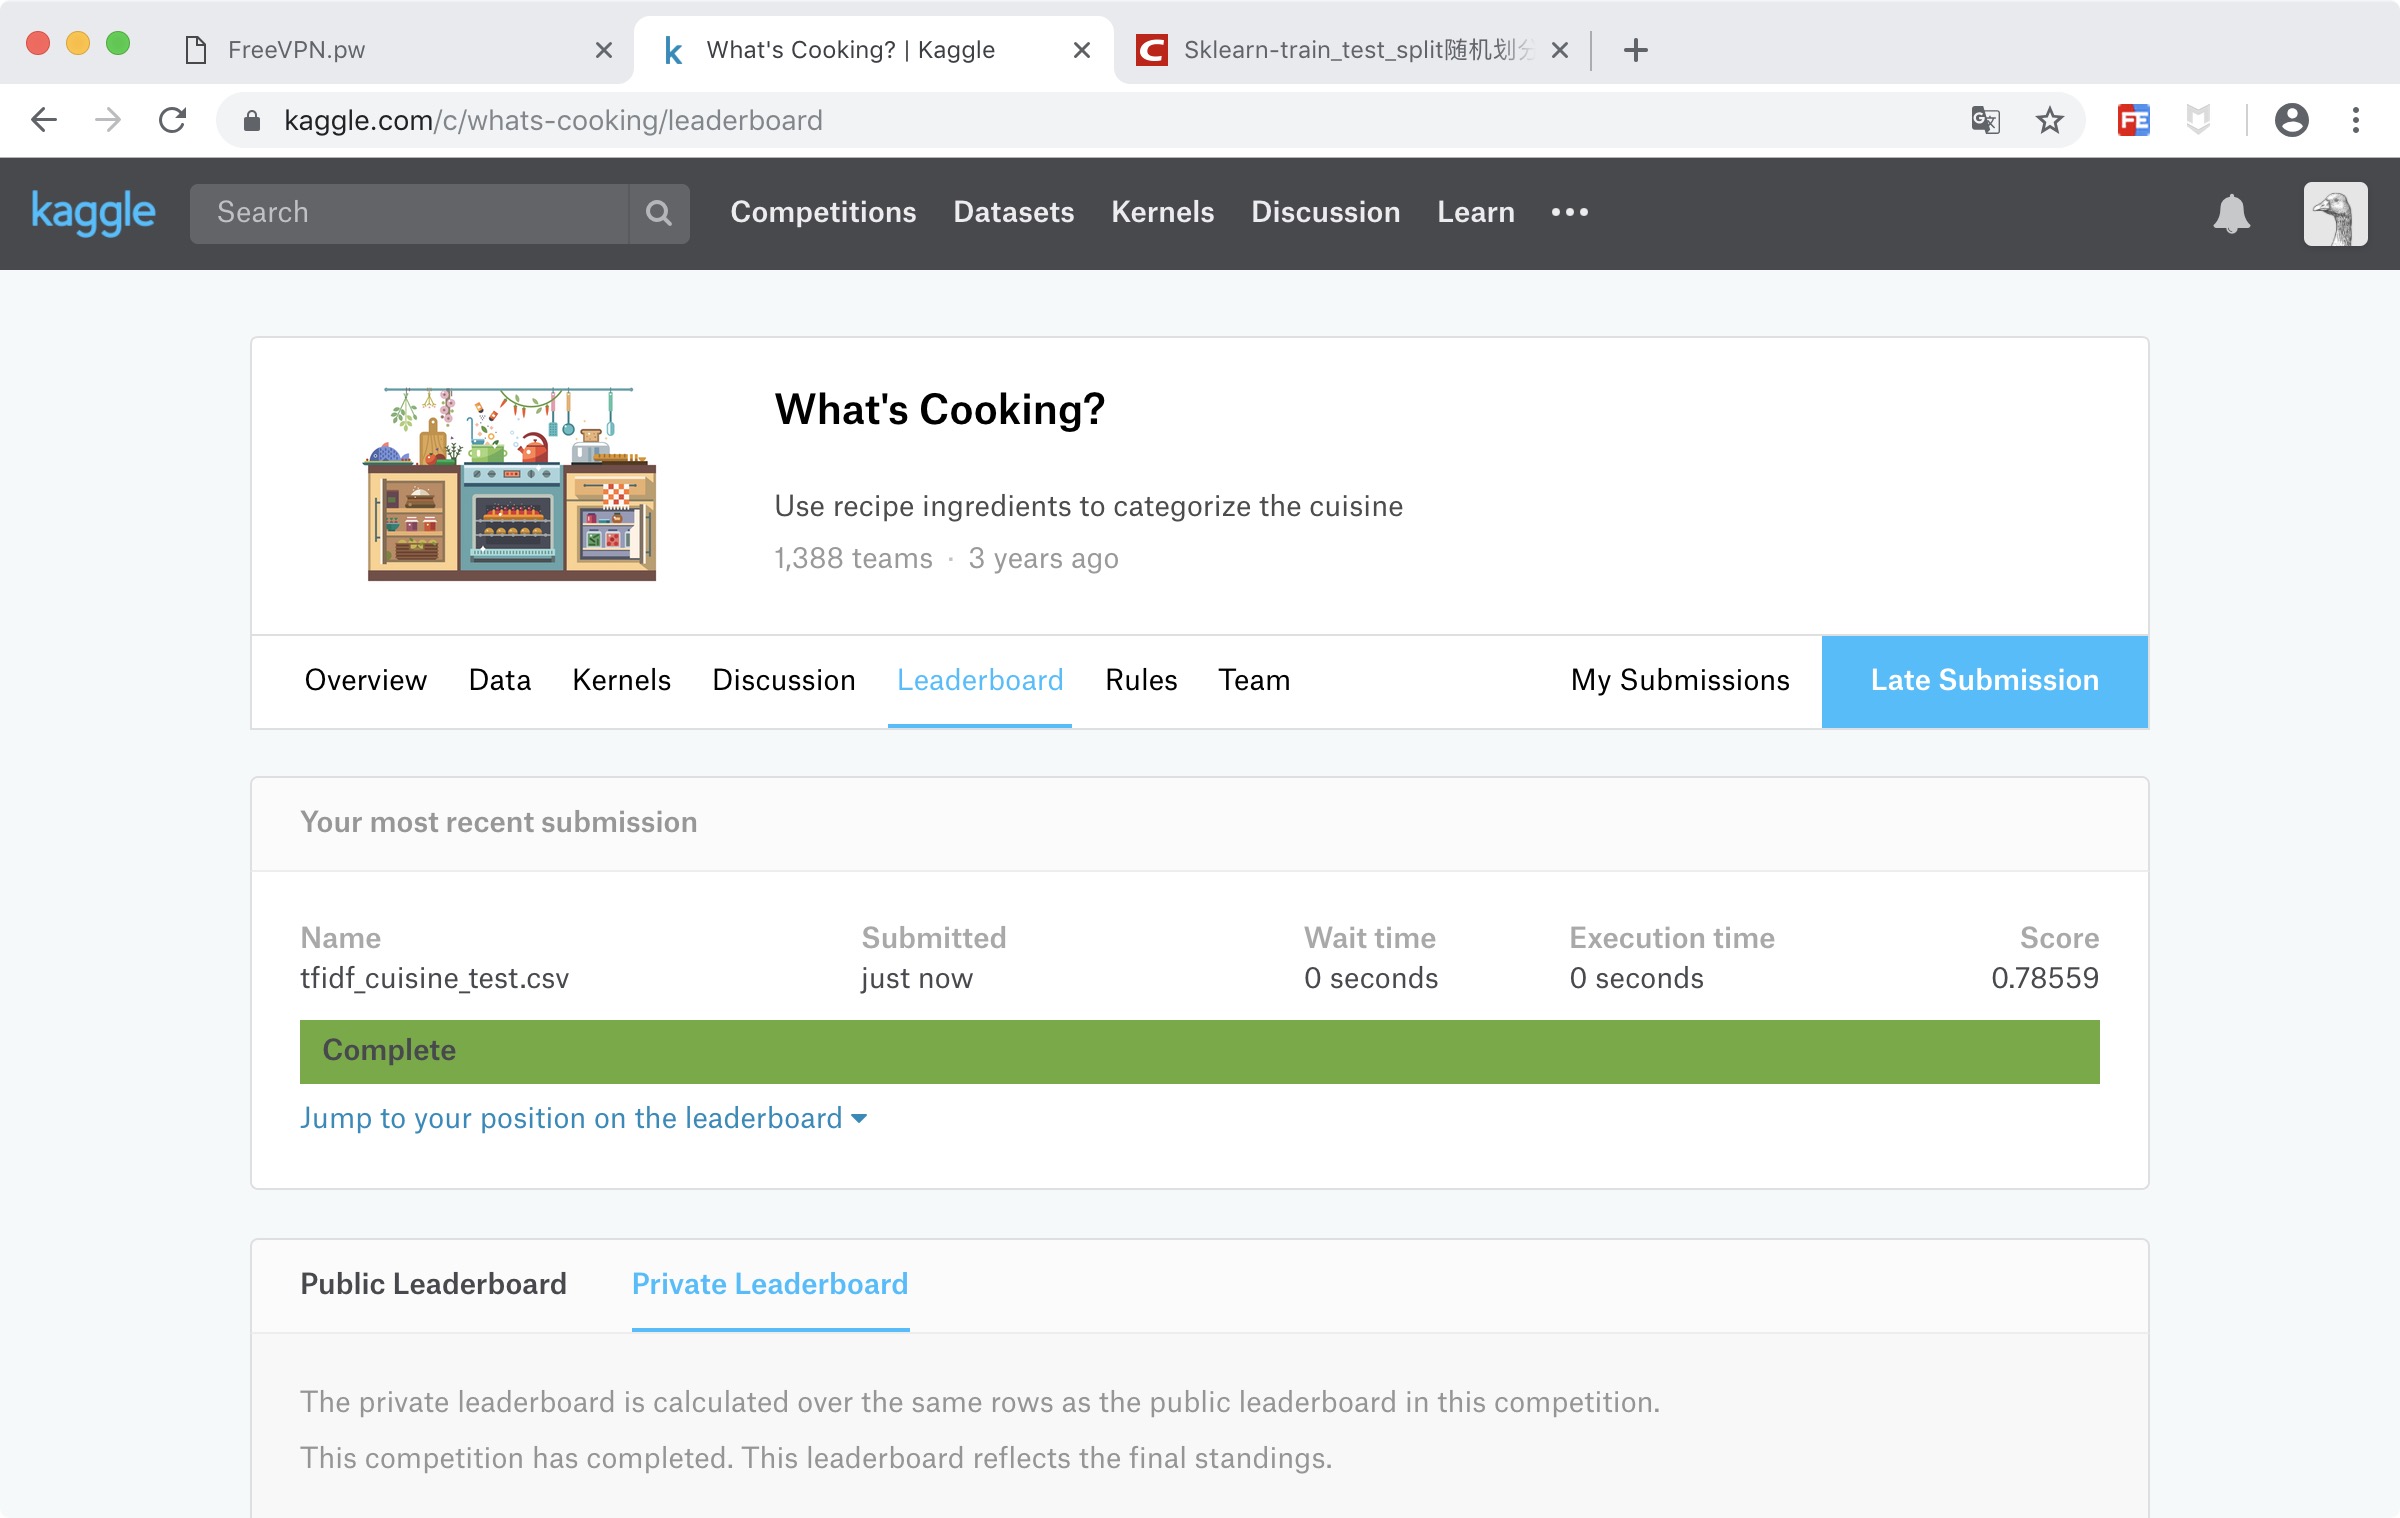 FreeVPN.pw
What's Cooking? | Kaggle
Sklearn-train_test_split随机划分
kaggle.com/c/whats-cooking/leaderboard
kaggle
Search
Competitions Datasets Kernels Discussion Learn
What's Cooking?
Use recipe ingredients to categorize the cuisine
1,388 teams · 3 years ago
Overview Data Kernels Discussion Leaderboard Rules Team My Submissions Late Submission
Your most recent submission
Name Submitted Wait time Execution time Score
tfidf_cuisine_test.csv just now 0 seconds 0 seconds 0.78559
Complete
Jump to your position on the leaderboard
Public Leaderboard Private Leaderboard
The private leaderboard is calculated over the same rows as the public leaderboard in this competition.
This competition has completed. This leaderboard reflects the final standings.